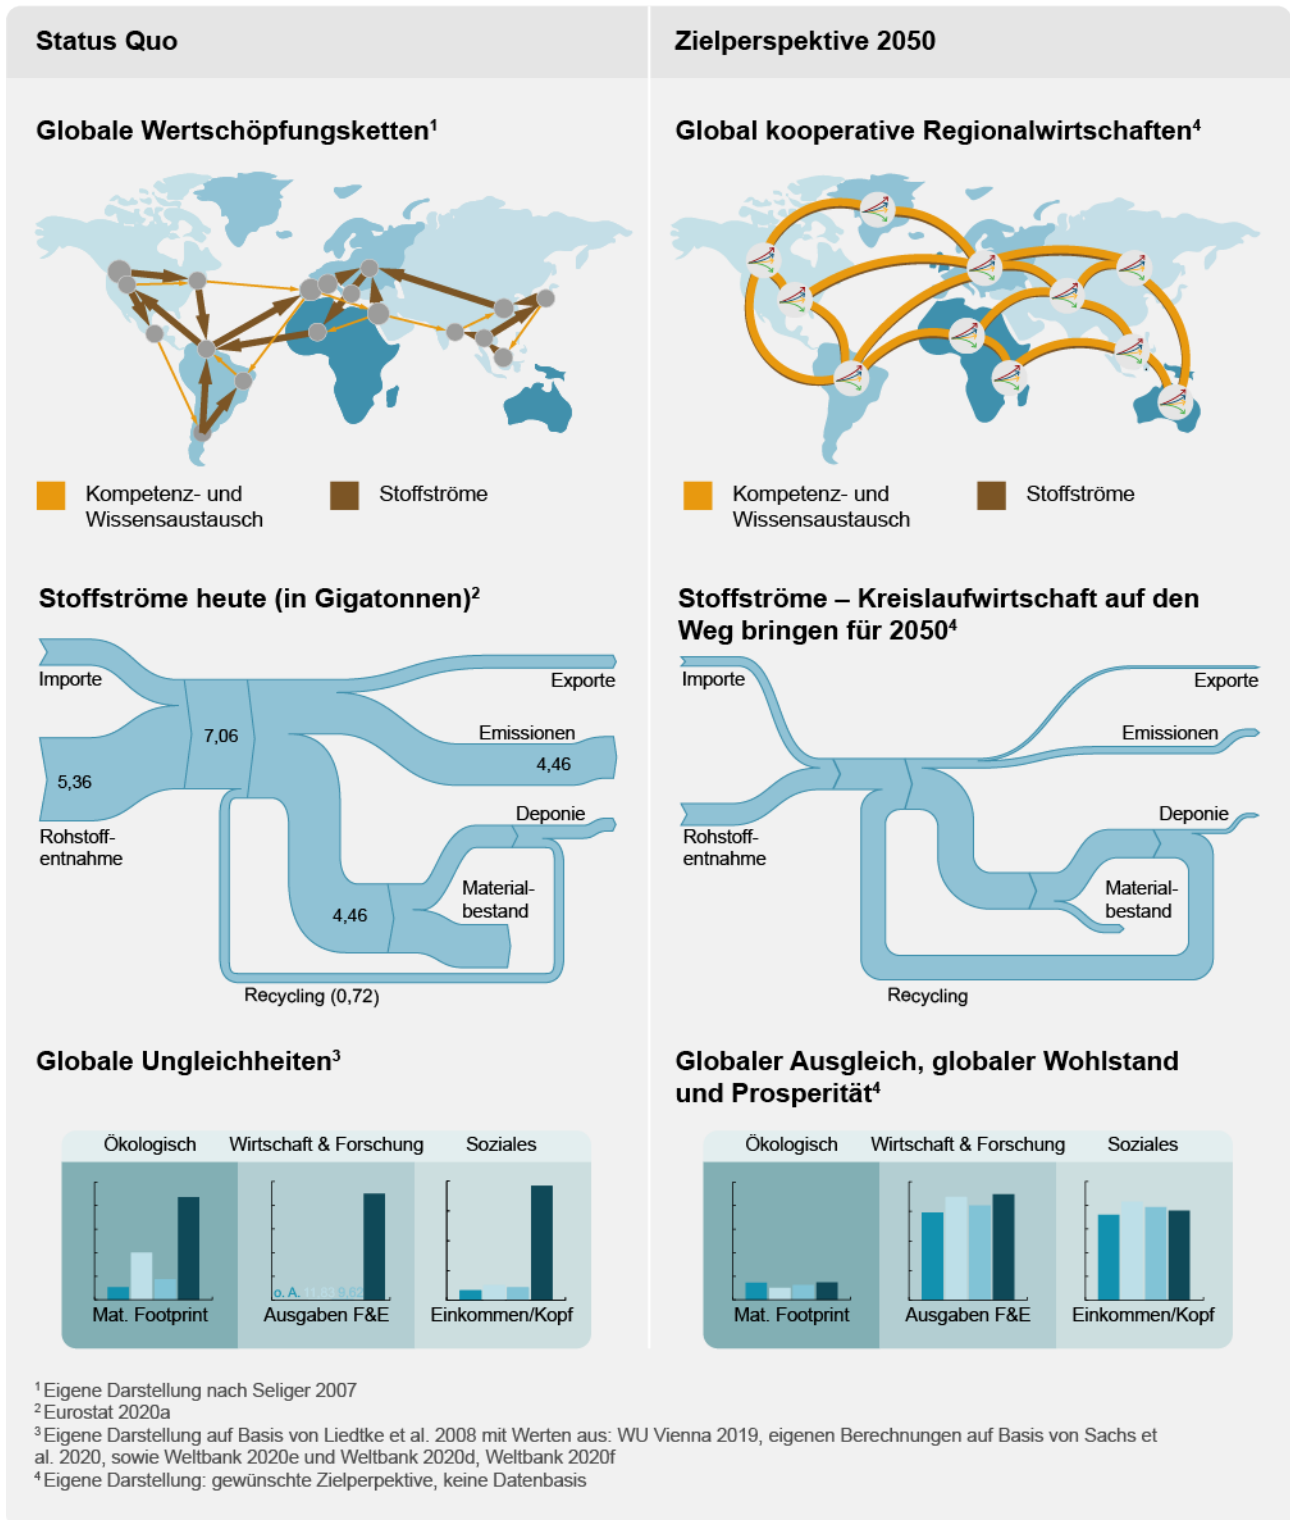 Status Quo
Zielperspektive 2050
Globale Wertschöpfungsketten¹
Global kooperative Regionalwirtschaften⁴
Kompetenz- und
Wissensaustausch
Stoffströme
Kompetenz- und
Wissensaustausch
Stoffströme
Stoffströme heute (in Gigatonnen)²
Importe
Exporte
7,06
Emissionen
4,46
5,36
Deponie
Rohstoff-
entnahme
Material-
bestand
4,46
Recycling (0,72)
Stoffströme – Kreislaufwirtschaft auf den
Weg bringen für 2050⁴
Importe
Exporte
Emissionen
Deponie
Rohstoff-
entnahme
Material-
bestand
Recycling
Globale Ungleichheiten³
Ökologisch
Wirtschaft & Forschung
Soziales
o. A.
11,83
9,62
Mat. Footprint
Ausgaben F&E
Einkommen/Kopf
Globaler Ausgleich, globaler Wohlstand
und Prosperität⁴
Ökologisch
Wirtschaft & Forschung
Soziales
Mat. Footprint
Ausgaben F&E
Einkommen/Kopf
¹ Eigene Darstellung nach Seliger 2007
² Eurostat 2020a
³ Eigene Darstellung auf Basis von Liedtke et al. 2008 mit Werten aus: WU Vienna 2019, eigenen Berechnungen auf Basis von Sachs et
al. 2020, sowie Weltbank 2020e und Weltbank 2020d, Weltbank 2020f
⁴ Eigene Darstellung: gewünschte Zielperpektive, keine Datenbasis